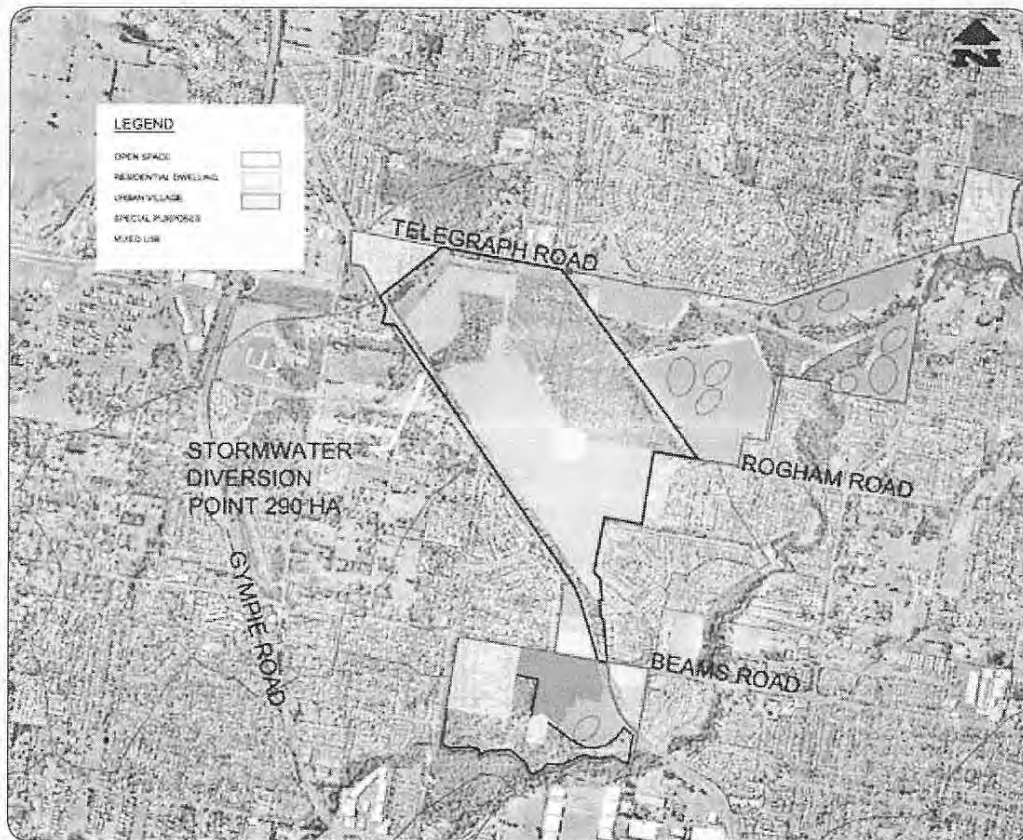 N
LEGEND
OPEN SPACE
RESIDENTIAL DWELLING
URBAN VILLAGE
SPECIAL PURPOSES
MIXED USE
TELEGRAPH ROAD
STORMWATER
DIVERSION
POINT 290 HA
ROGHAM ROAD
GYMPIE ROAD
BEAMS ROAD